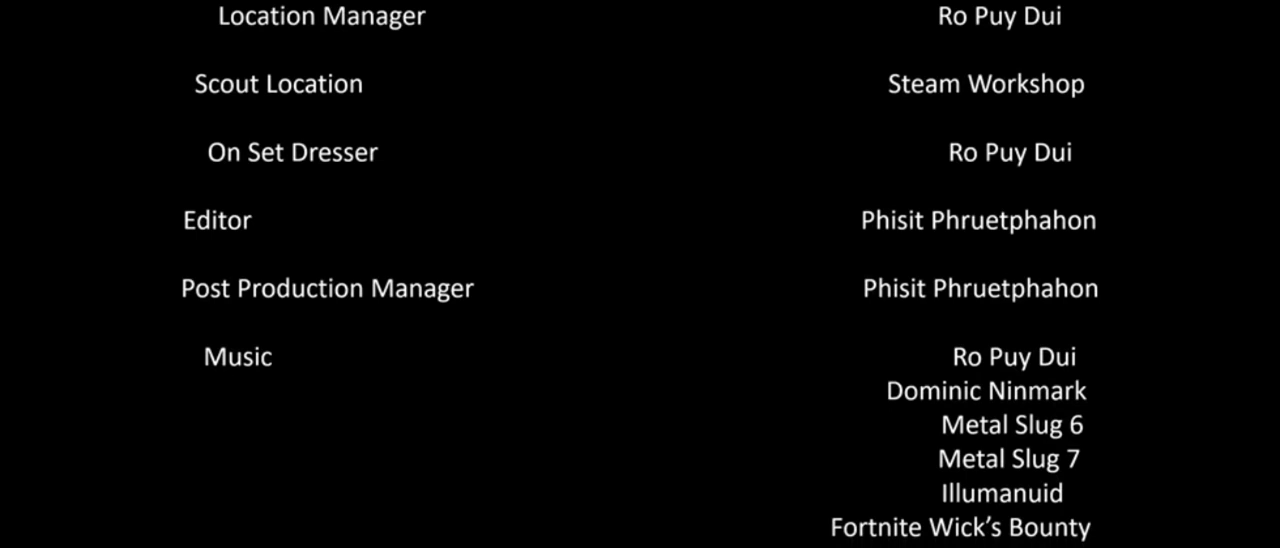 Location Manager Ro Puy Dui
Scout Location Steam Workshop
On Set Dresser Ro Puy Dui
Editor Phisit Phruetphahon
Post Production Manager Phisit Phruetphahon
Music Ro Puy Dui
Dominic Ninmark
Metal Slug 6
Metal Slug 7
Illumanuid
Fortnite Wick’s Bounty